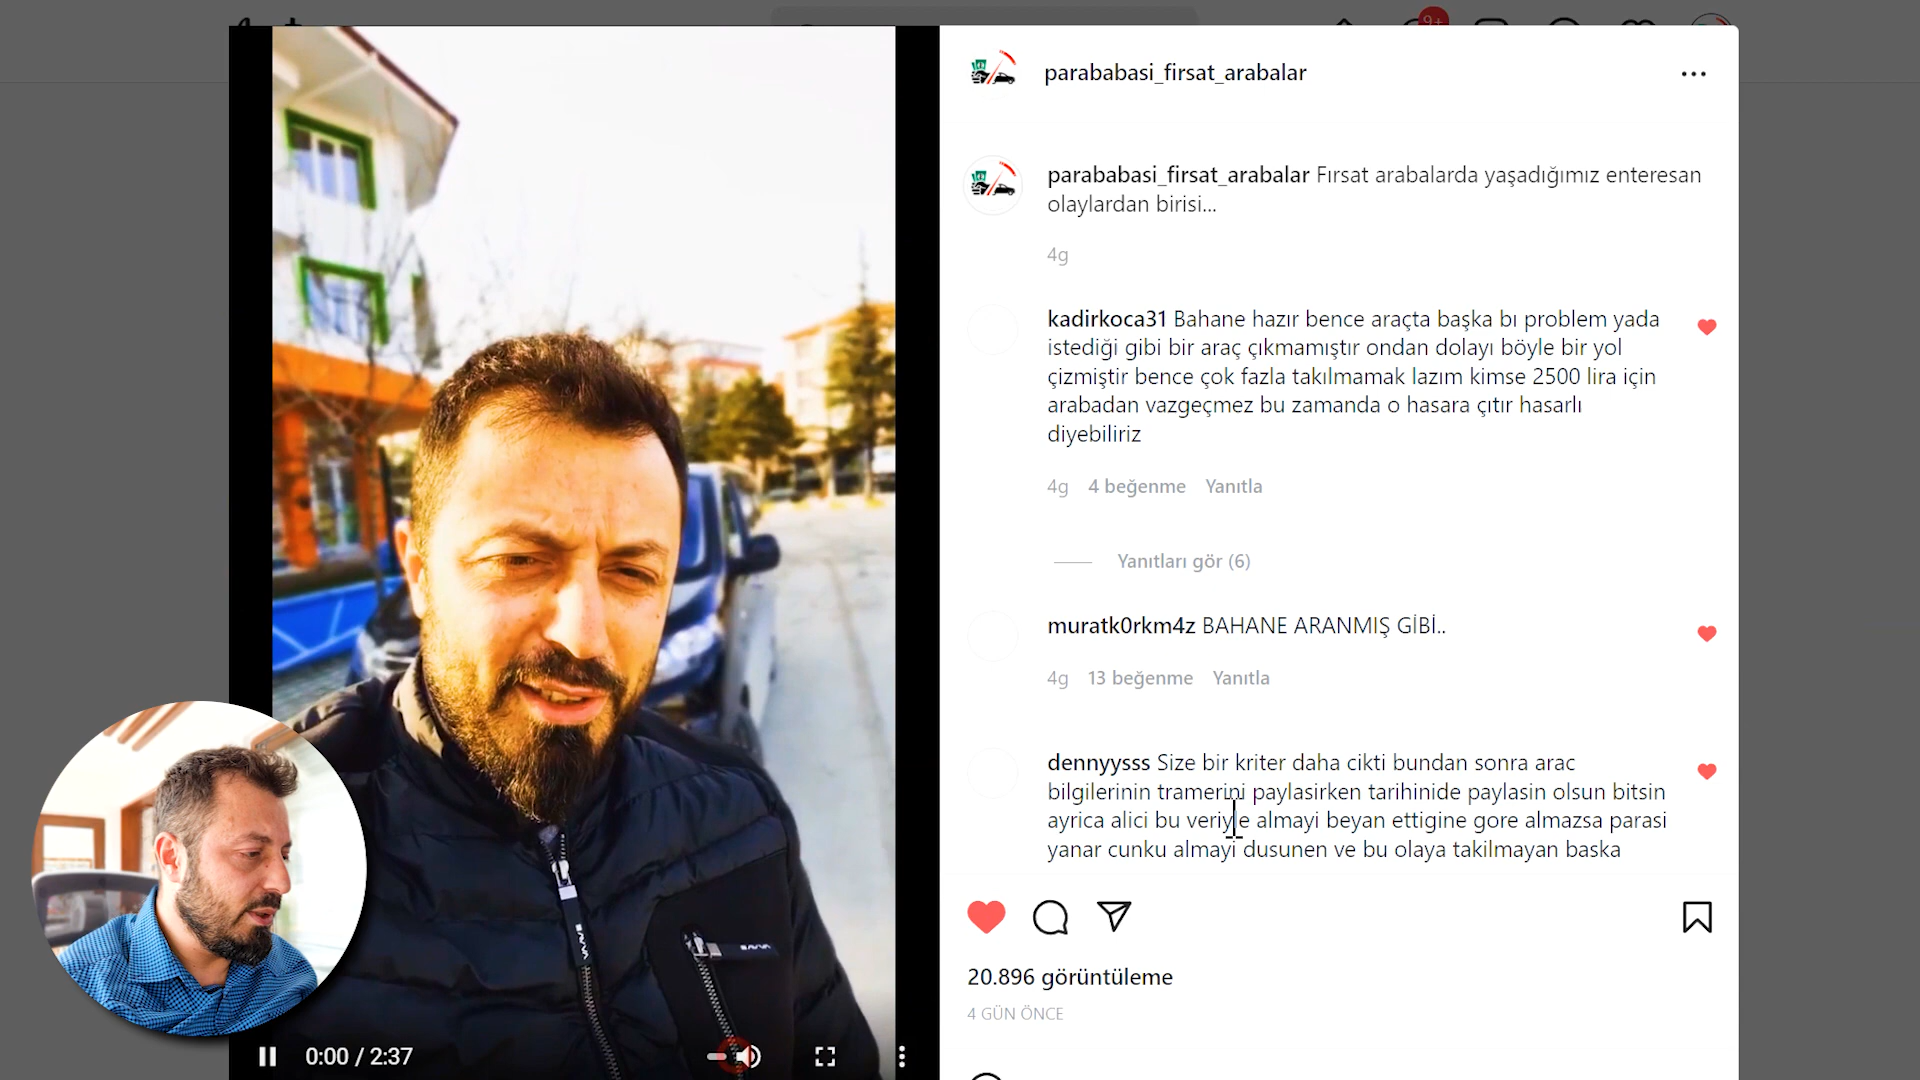 9+
parababasi_firsat_arabalar
parababasi_firsat_arabalar Fırsat arabalarda yaşadığımız enteresan
olaylardan birisi...
4g
kadirkoca31 Bahane hazır bence araçta başka bı problem yada
istediği gibi bir araç çıkmamıştır ondan dolayı böyle bir yol
çizmiştir bence çok fazla takılmamak lazım kimse 2500 lira için
arabadan vazgeçmez bu zamanda o hasara çıtır hasarlı
diyebiliriz
4g 4 beğenme Yanıtla
Yanıtları gör (6)
muratk0rkm4z BAHANE ARANMIŞ GİBİ..
4g 13 beğenme Yanıtla
dennyysss Size bir kriter daha cikti bundan sonra arac
bilgilerinin tramerini paylasirken tarihinide paylasin olsun bitsin
ayrica alici bu veriyle almayi beyan ettigine gore almazsa parasi
yanar cunku almayi dusunen ve bu olaya takilmayan baska
20.896 görüntüleme
4 GÜN ÖNCE
0:00 / 2:37